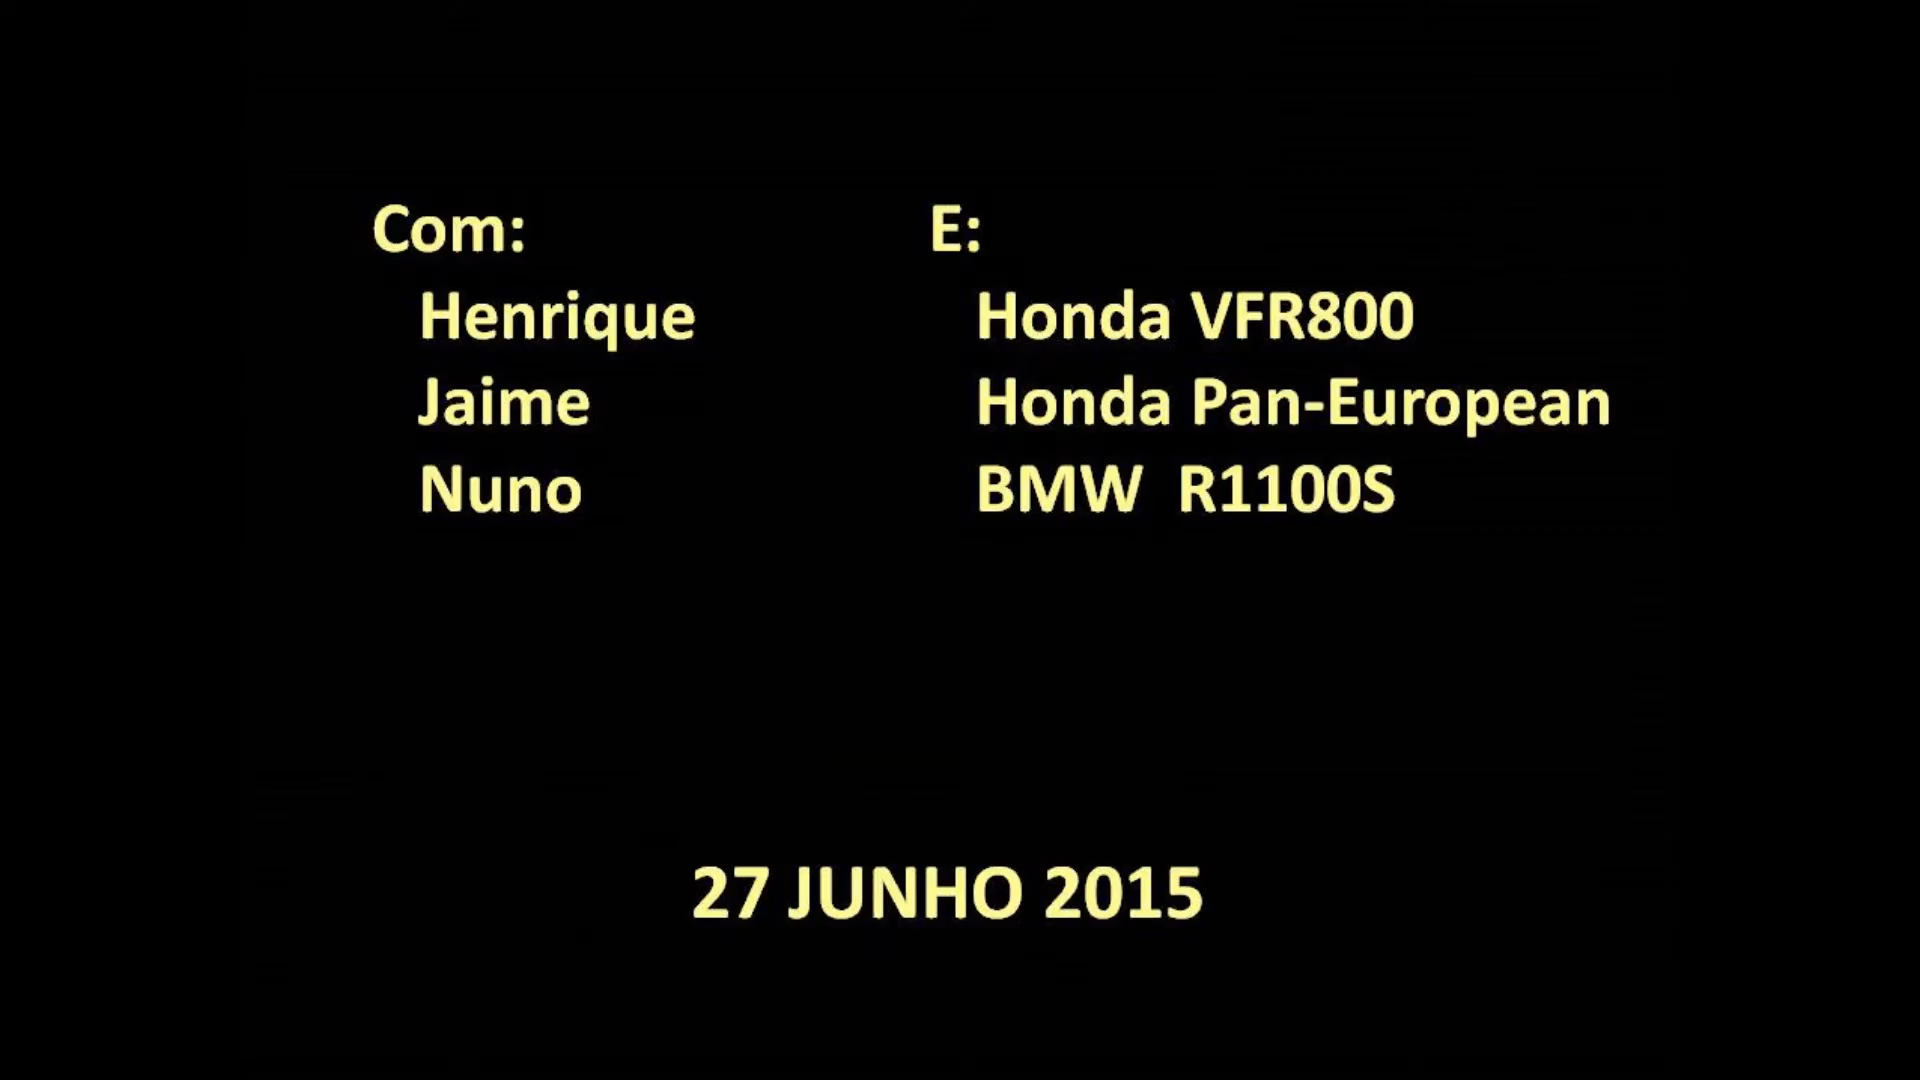 Com:
Henrique
Jaime
Nuno
E:
Honda VFR800
Honda Pan-European
BMW R1100S
27 JUNHO 2015